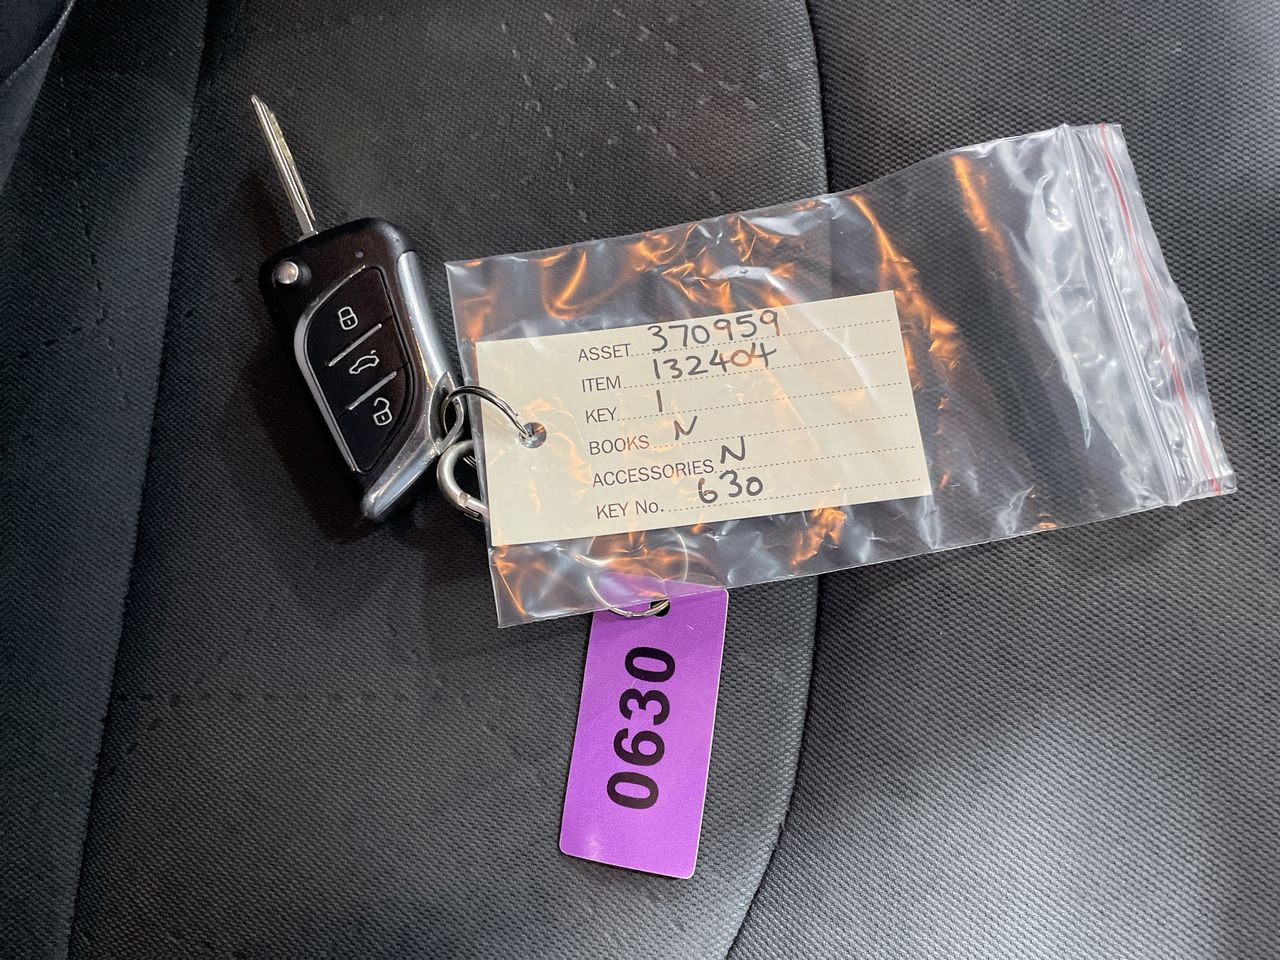 ASSET 370959
ITEM 132404
KEY 1
BOOKS N
ACCESSORIES N
KEY No. 630
0630